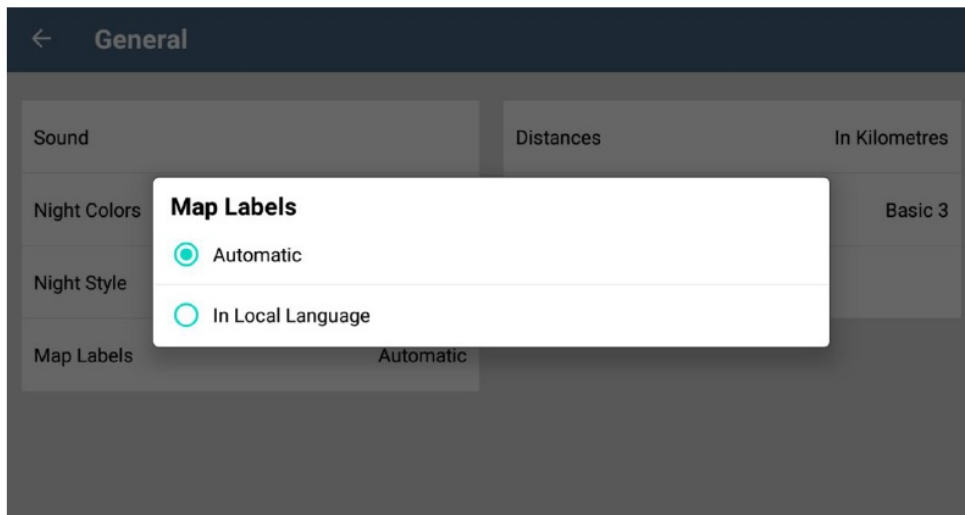 General
Sound
Distances In Kilometres
Night Colors
Basic 3
Map Labels
Automatic
In Local Language
Night Style
Map Labels Automatic